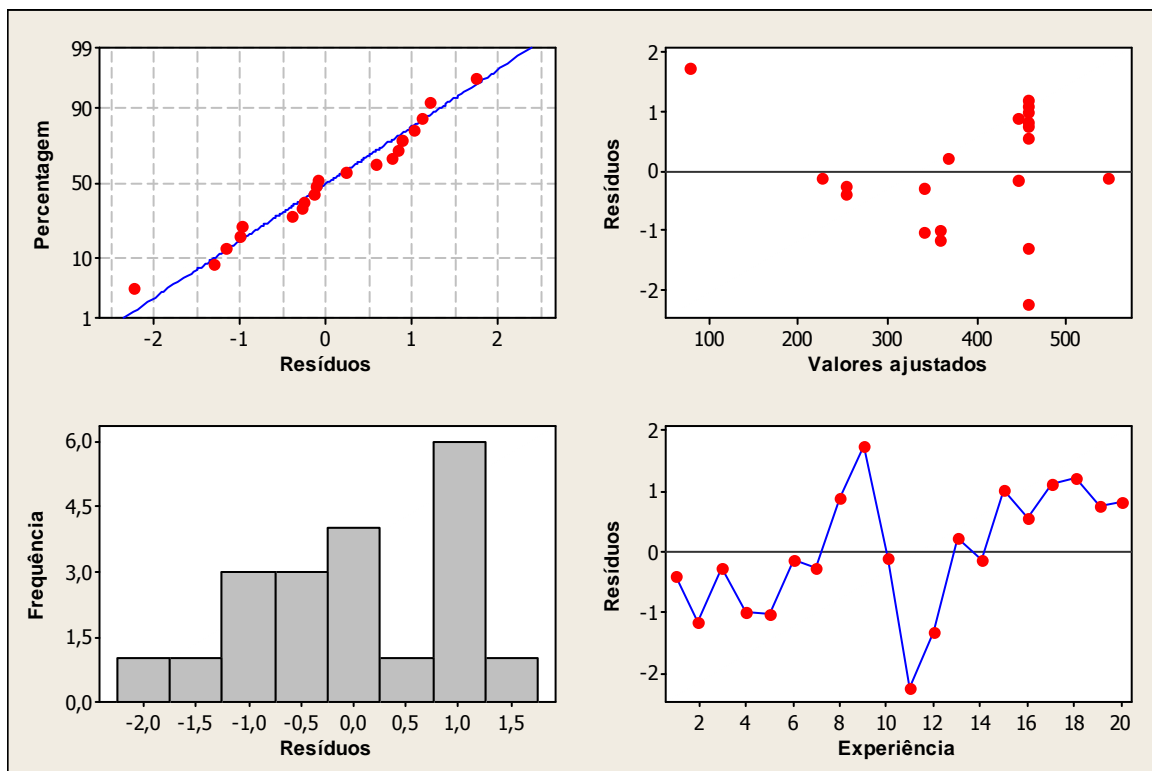 99
90
50
10
1
Percentagem
-2 -1 0 1 2
Resíduos
2
1
0
-1
-2
Resíduos
100 200 300 400 500
Valores ajustados
6,0
4,5
3,0
1,5
0,0
Frequência
-2,0 -1,5 -1,0 -0,5 0,0 0,5 1,0 1,5
Resíduos
2
1
0
-1
-2
Resíduos
2 4 6 8 10 12 14 16 18 20
Experiência